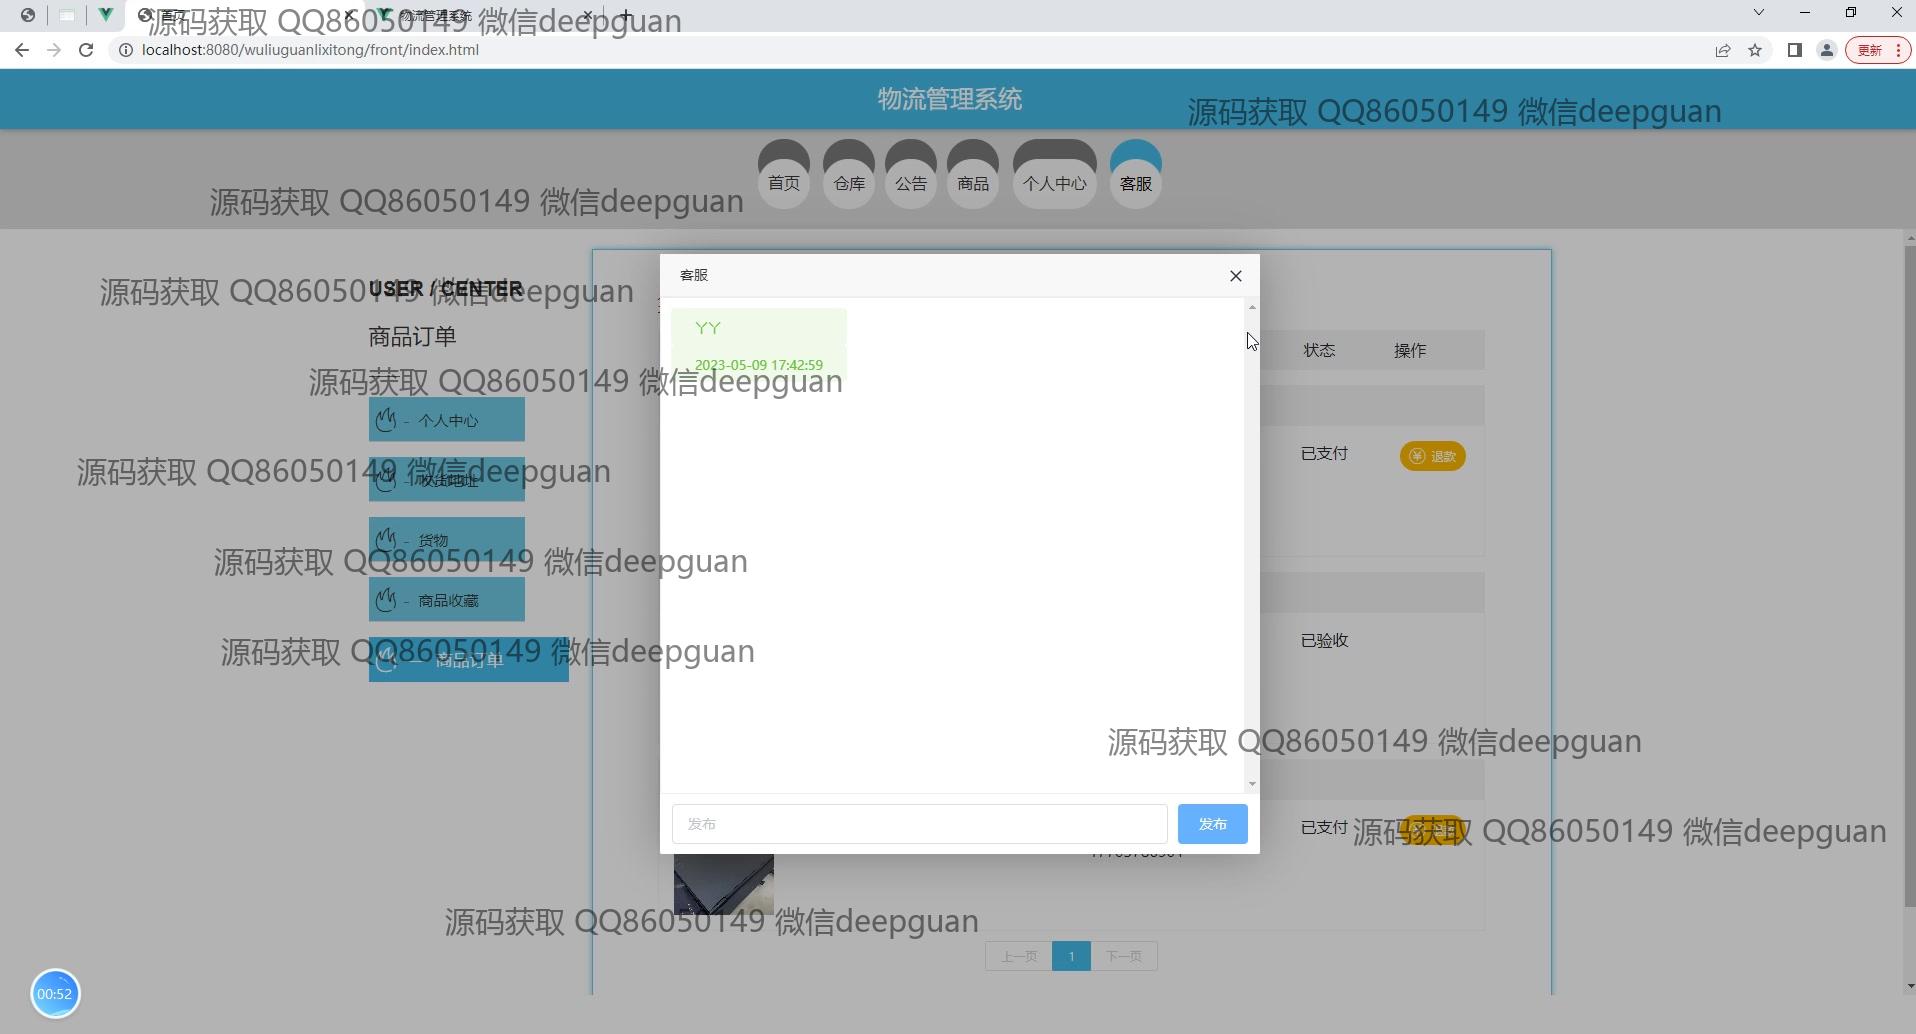 首页
物流管理系统
localhost:8080/wuliuguanlixitong/front/index.html
更新
源码获取 QQ86050149 微信deepguan
物流管理系统
源码获取 QQ86050149 微信deepguan
首页
仓库
公告
商品
个人中心
客服
源码获取 QQ86050149 微信deepguan
客服
USER / CENTER
源码获取 QQ86050149 微信deepguan
YY
商品订单
状态
操作
2023-05-09 17:42:59
源码获取 QQ86050149 微信deepguan
- 个人中心
已支付
退款
源码获取 QQ86050149 微信deepguan
- 收货地址
- 货物
源码获取 QQ86050149 微信deepguan
- 商品收藏
已验收
源码获取 QQ86050149 微信deepguan
— 商品订单
源码获取 QQ86050149 微信deepguan
发布
发布
已支付
源码获取 QQ86050149 微信deepguan
源码获取 QQ86050149 微信deepguan
上一页
1
下一页
00:52